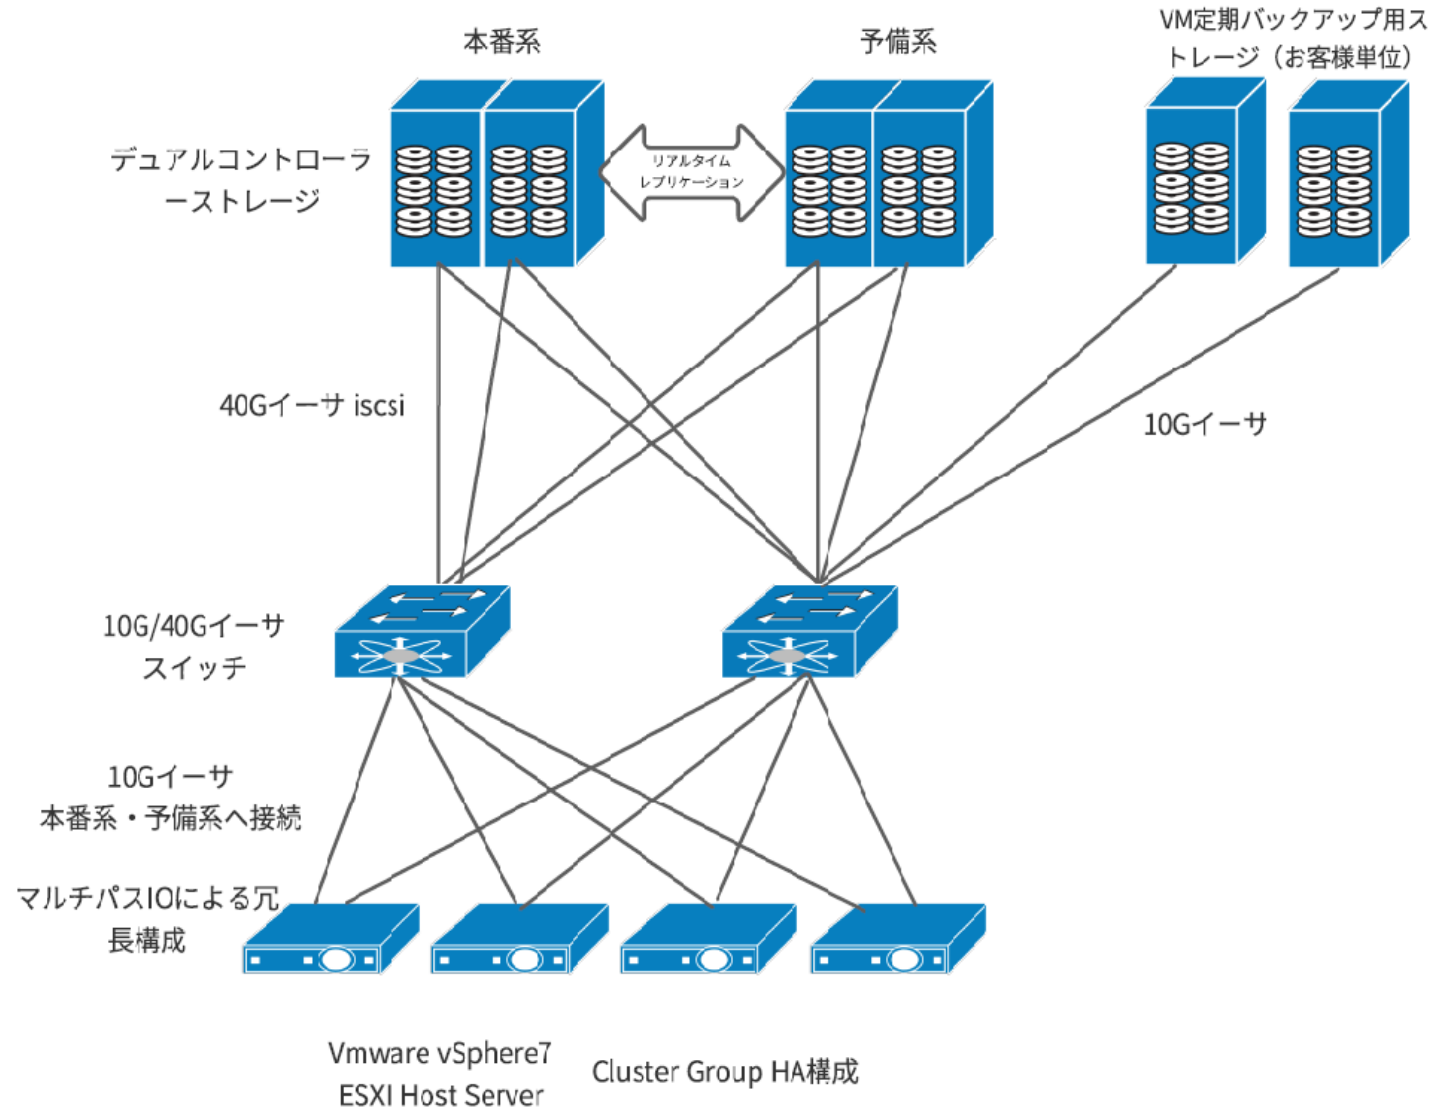 本番系
予備系
VM定期バックアップ用ス
トレージ（お客様単位）
デュアルコントローラ
ーストレージ
リアルタイム
レプリケーション
40Gイーサ iscsi
10Gイーサ
10G/40Gイーサ
スイッチ
10Gイーサ
本番系・予備系へ接続
マルチパスIOによる冗
長構成
Vmware vSphere7
ESXI Host Server
Cluster Group HA構成